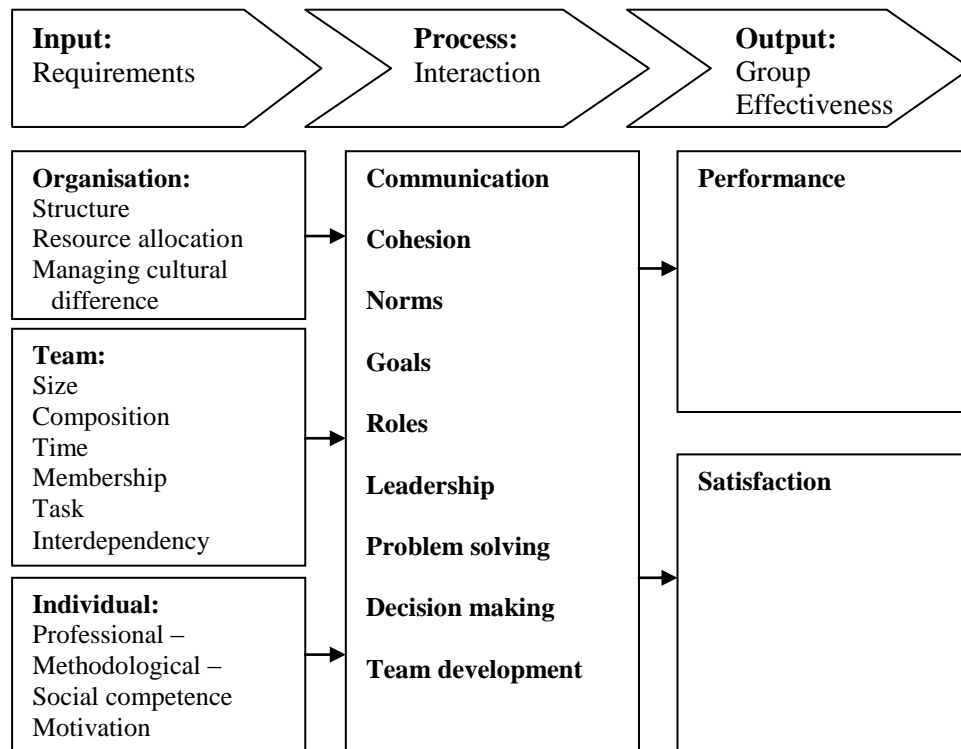 Input:
Requirements
Process:
Interaction
Output:
Group
Effectiveness
Organisation:
Structure
Resource allocation
Managing cultural
difference
Team:
Size
Composition
Time
Membership
Task
Interdependency
Individual:
Professional –
Methodological –
Social competence
Motivation
Communication
Cohesion
Norms
Goals
Roles
Leadership
Problem solving
Decision making
Team development
Performance
Satisfaction